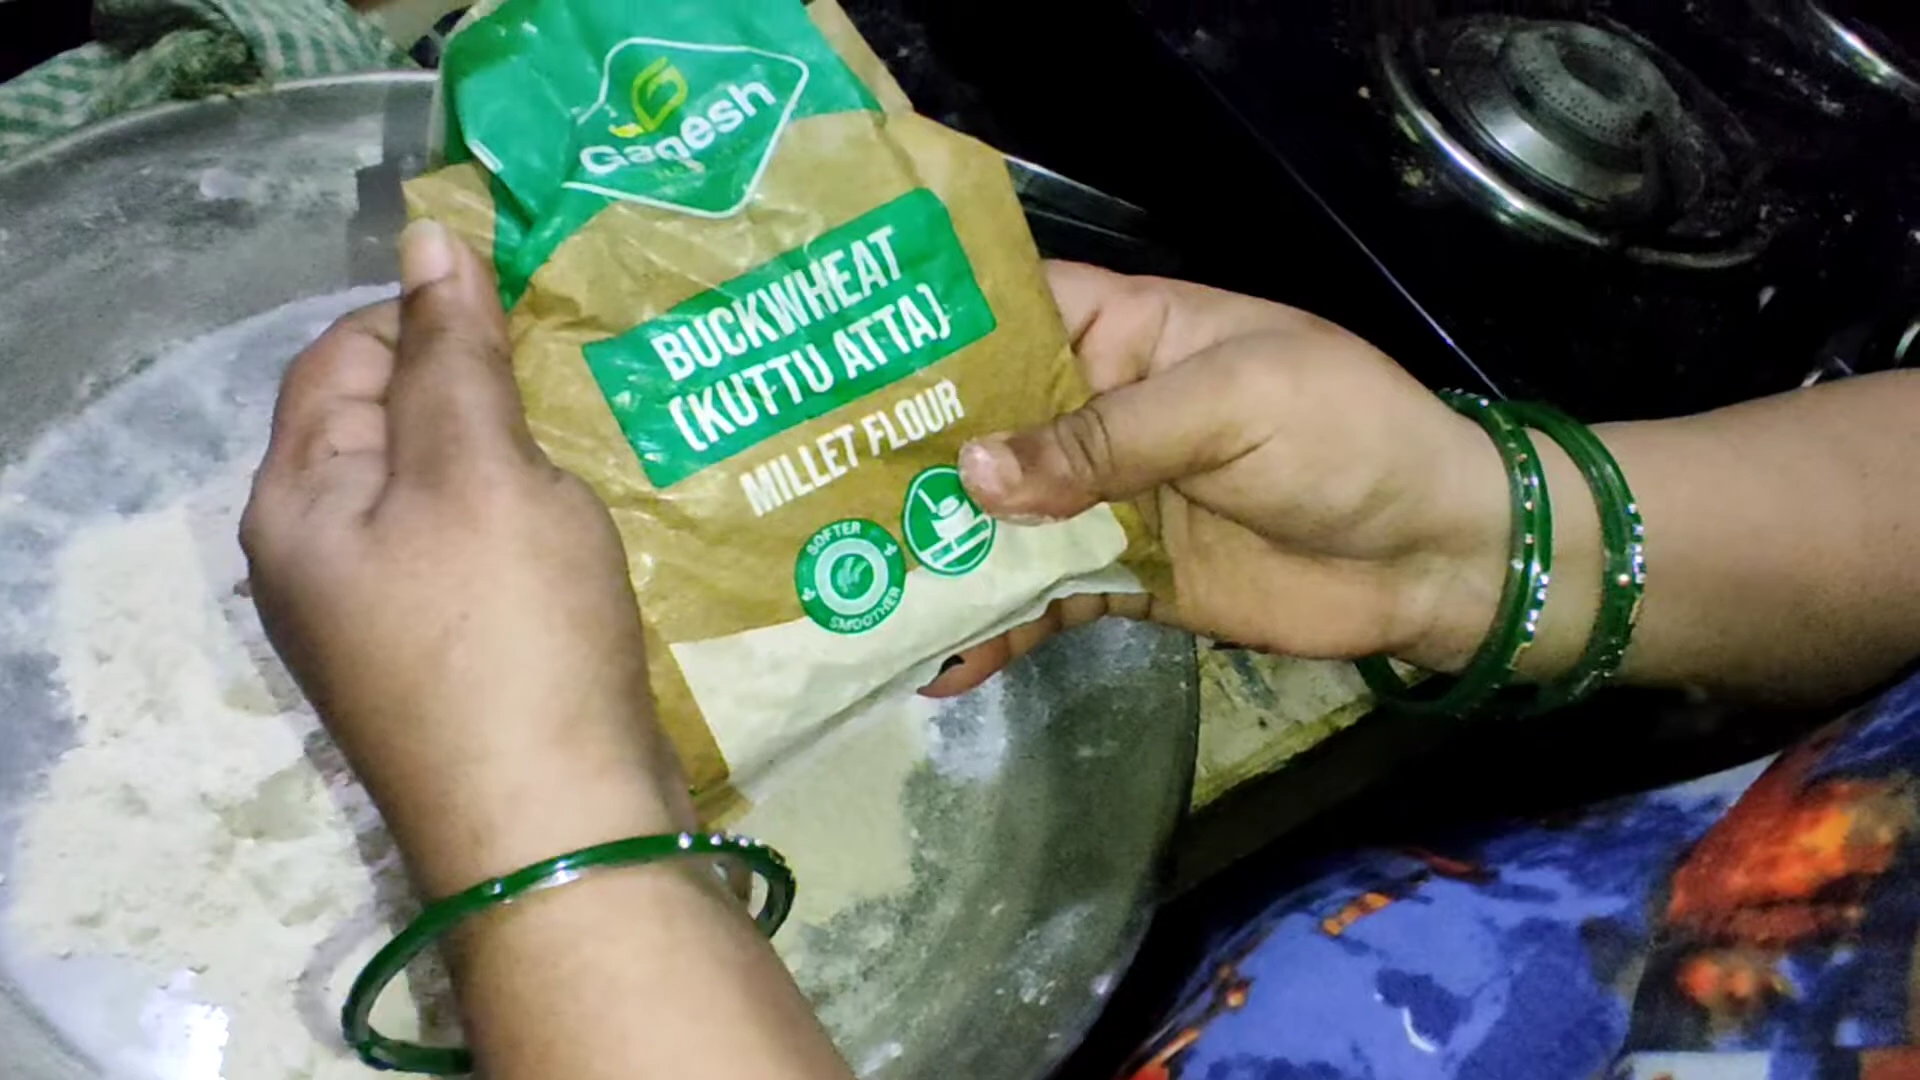 Ganesh
BUCKWHEAT
(KUTTU ATTA)
MILLET FLOUR
SOFTER
SMOOTHER